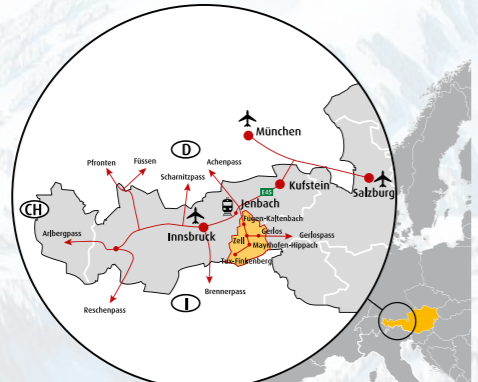 München
D
Pfronten
Füssen
Achenpass
Scharnitzpass
E45
Kufstein
Salzburg
Jenbach
CH
Fügen-Kaltenbach
Arlbergpass
Innsbruck
Gerlos
Gerlospass
Zell
Mayrhofen-Hippach
Tux-Finkenberg
Brennerpass
I
Reschenpass